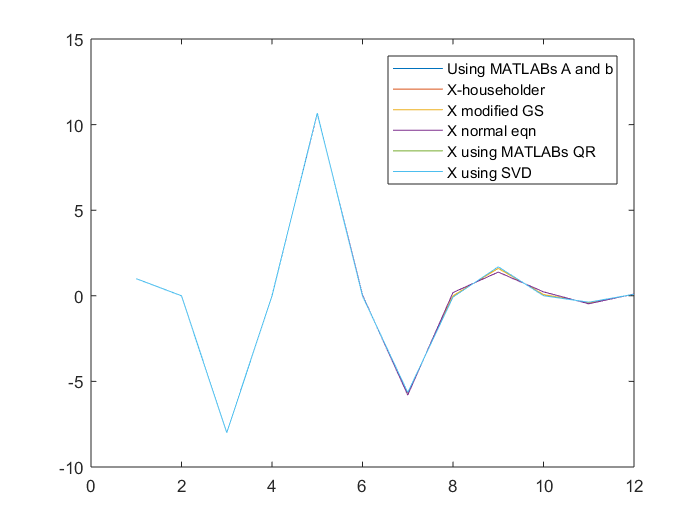 15
10
5
0
-5
-10
0 2 4 6 8 10 12
Using MATLABs A and b
X-householder
X modified GS
X normal eqn
X using MATLABs QR
X using SVD